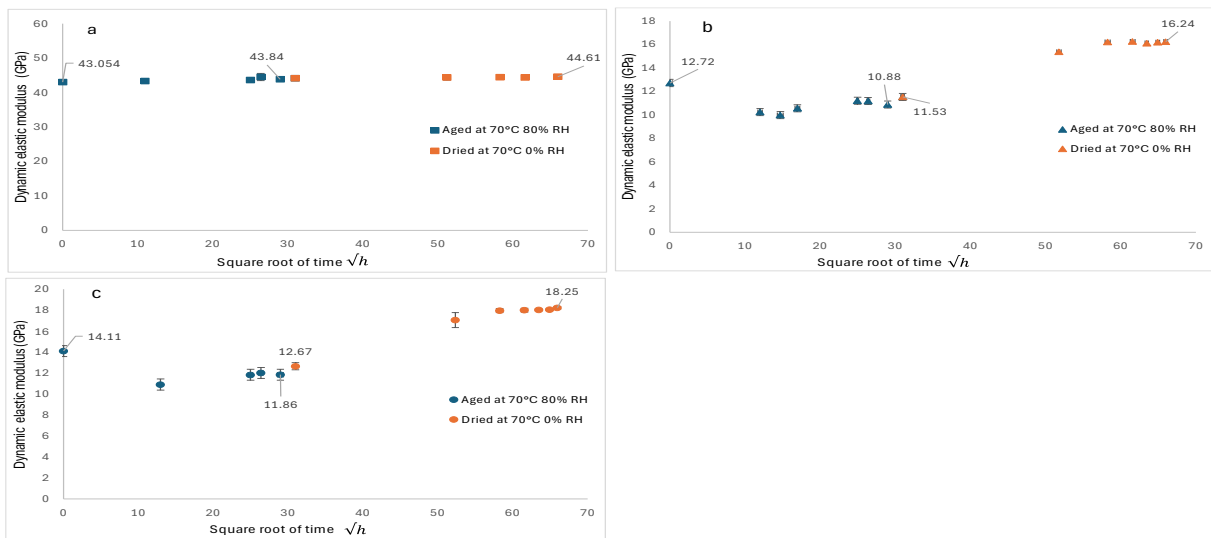 a
Dynamic elastic modulus (GPa)
60
50
40
30
20
10
0
43.054
43.84
44.61
Aged at 70ºC 80% RH
Dried at 70ºC 0% RH
0 10 20 30 40 50 60 70
Square root of time √h
b
Dynamic elastic modulus (GPa)
18
16
14
12
10
8
6
4
2
0
16.24
12.72
10.88
11.53
Aged at 70ºC 80% RH
Dried at 70ºC 0% RH
0 10 20 30 40 50 60 70
Square root of time √h
c
Dynamic elastic modulus (GPa)
20
18
16
14
12
10
8
6
4
2
0
18.25
14.11
12.67
11.86
Aged at 70ºC 80% RH
Dried at 70ºC 0% RH
0 10 20 30 40 50 60 70
Square root of time √h